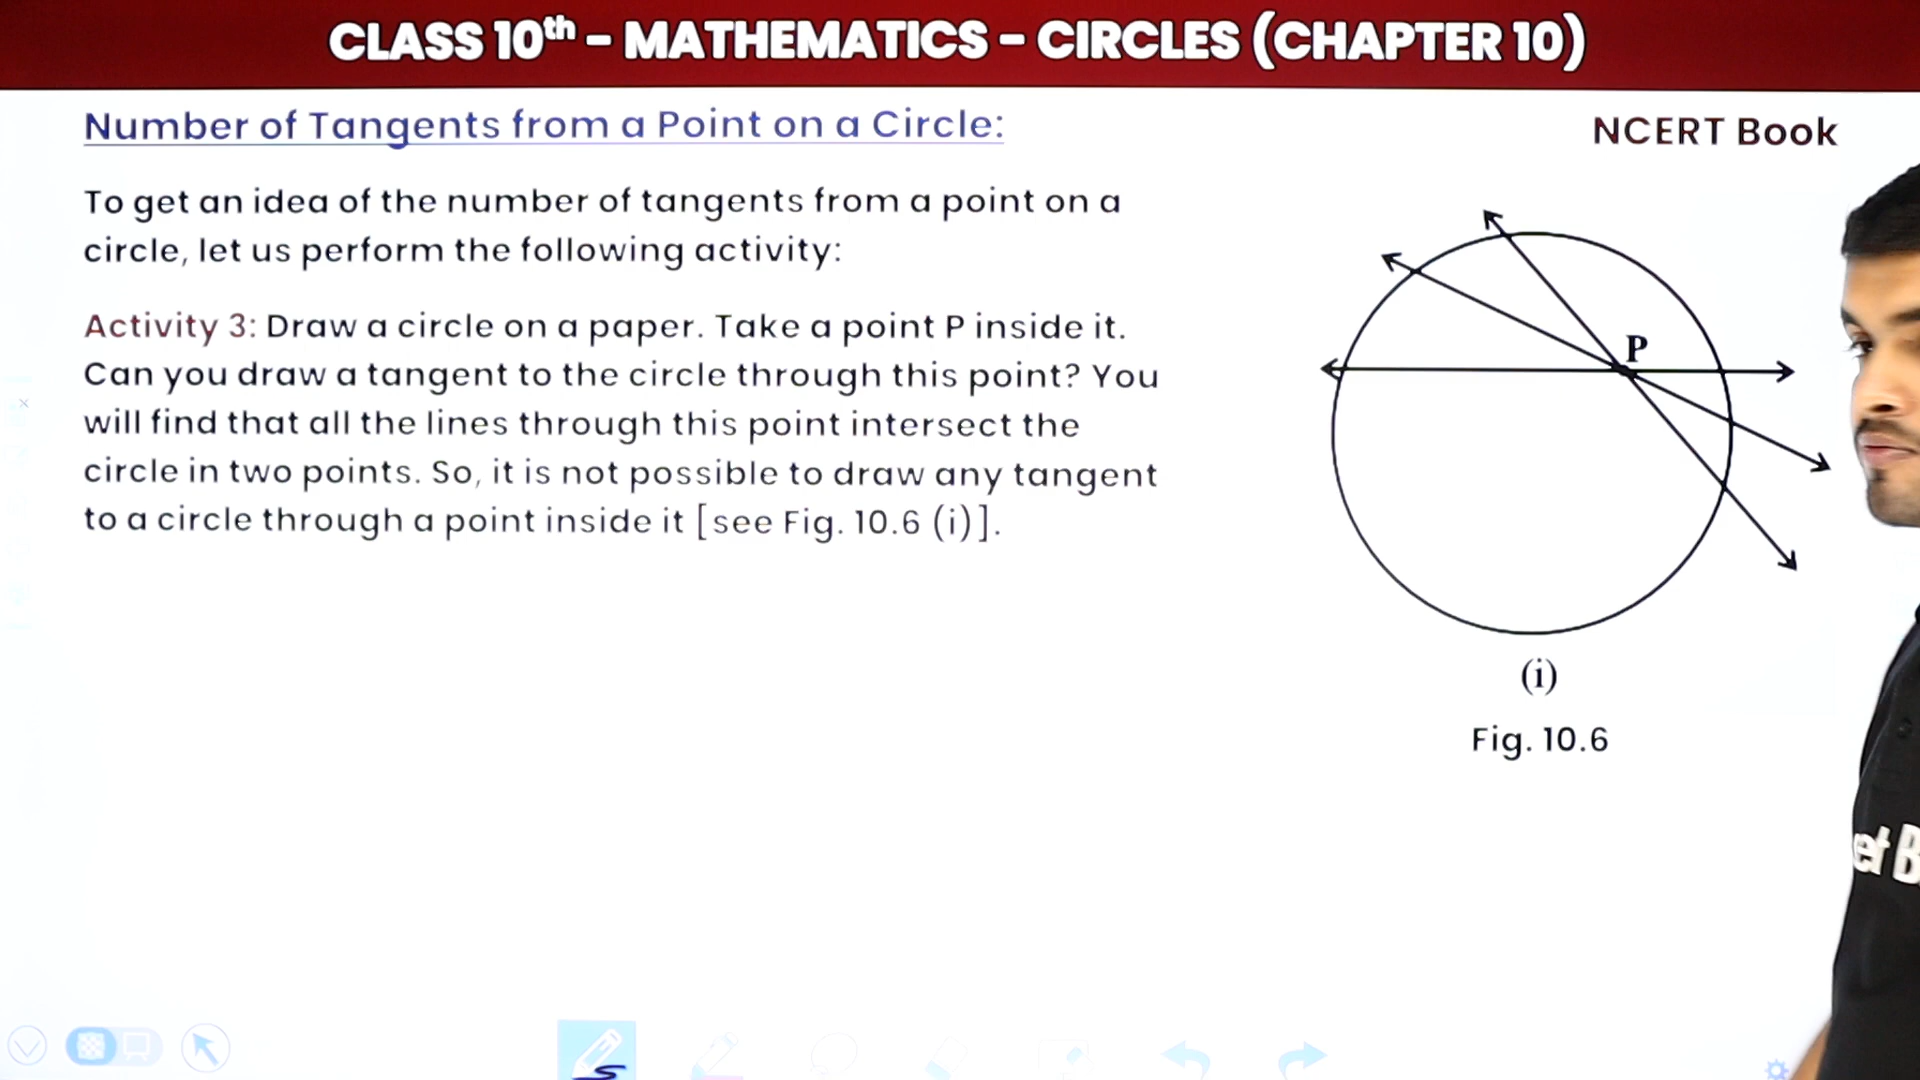 CLASS 10th - MATHEMATICS - CIRCLES (CHAPTER 10)
Number of Tangents from a Point on a Circle:
NCERT Book
To get an idea of the number of tangents from a point on a
circle, let us perform the following activity:
Activity 3: Draw a circle on a paper. Take a point P inside it.
Can you draw a tangent to the circle through this point? You
will find that all the lines through this point intersect the
circle in two points. So, it is not possible to draw any tangent
to a circle through a point inside it [see Fig. 10.6 (i)].
P
(i)
Fig. 10.6
et B